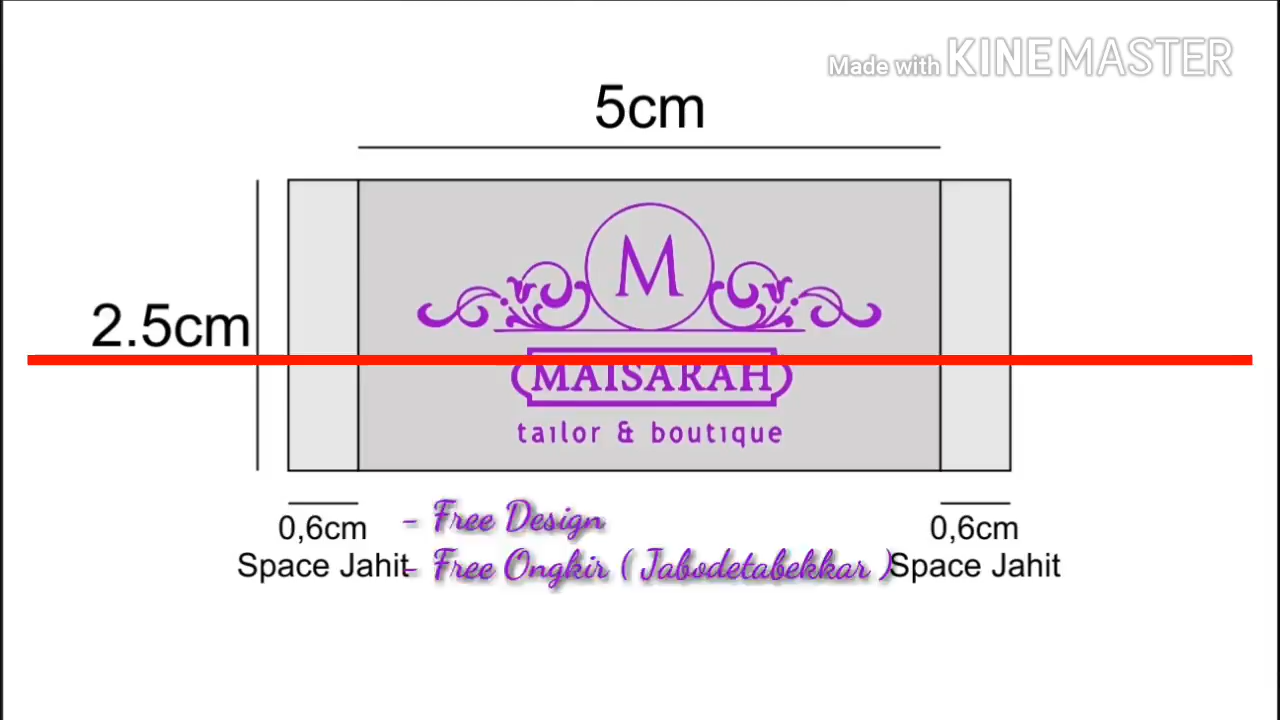 Made with KINEMASTER
5cm
M
2.5cm
MAISARAH
tailor & boutique
- Free Design
0,6cm
0,6cm
Space Jahit
- Free Ongkir ( Jabodetabekkar )
Space Jahit